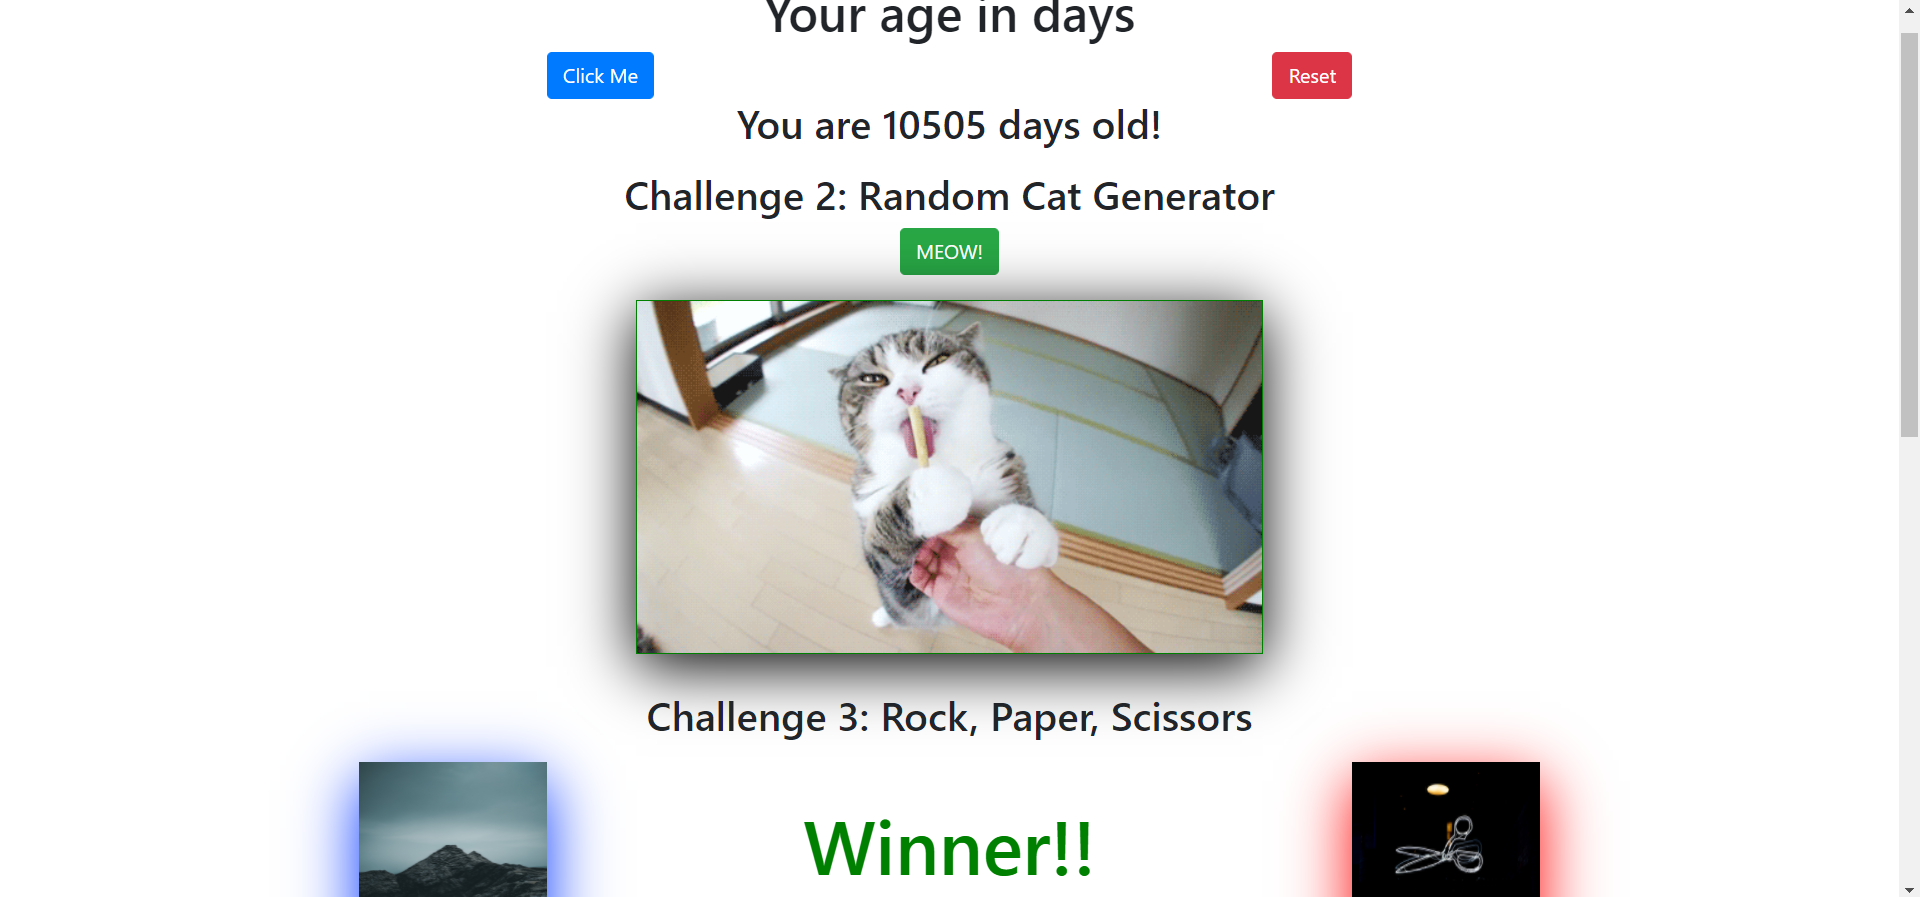 Your age in days
Click Me
Reset
You are 10505 days old!
Challenge 2: Random Cat Generator
MEOW!
Challenge 3: Rock, Paper, Scissors
Winner!!